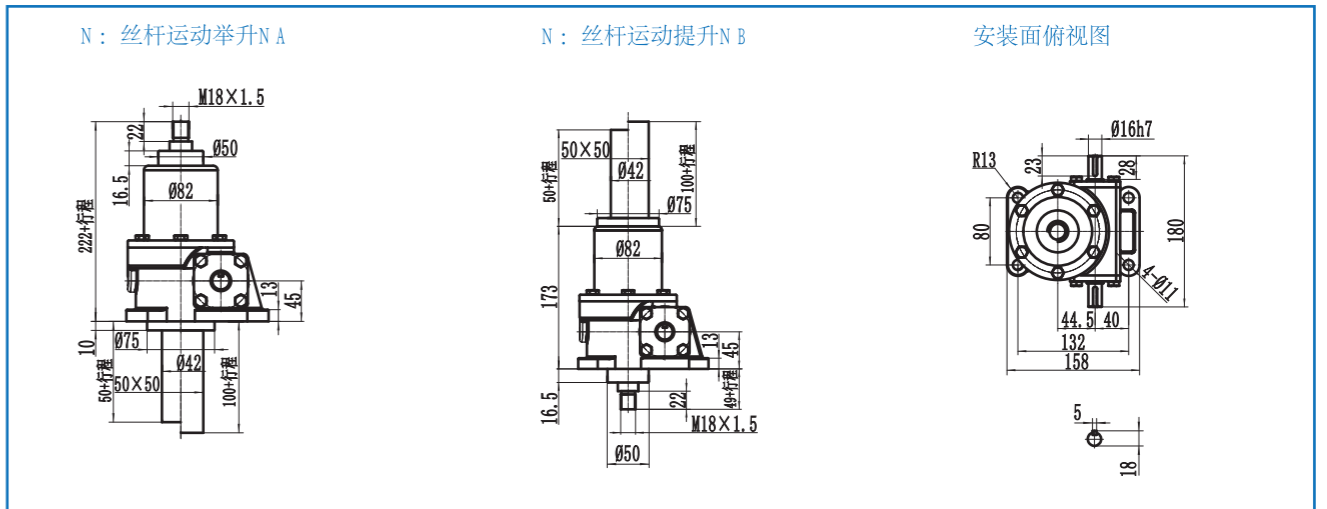 N: 丝杆运动举升NA
M18×1.5
22
Ø50
16.5
Ø82
222+行程
13
45
10
Ø75
Ø42
50+行程
50×50
100+行程
N: 丝杆运动提升NB
50×50
Ø42
50+行程
100+行程
Ø75
Ø82
173
13
45
16.5
22
49+行程
M18×1.5
Ø50
安装面俯视图
Ø16h7
R13
23
28
80
180
4-Ø11
44.5
40
132
158
5
18